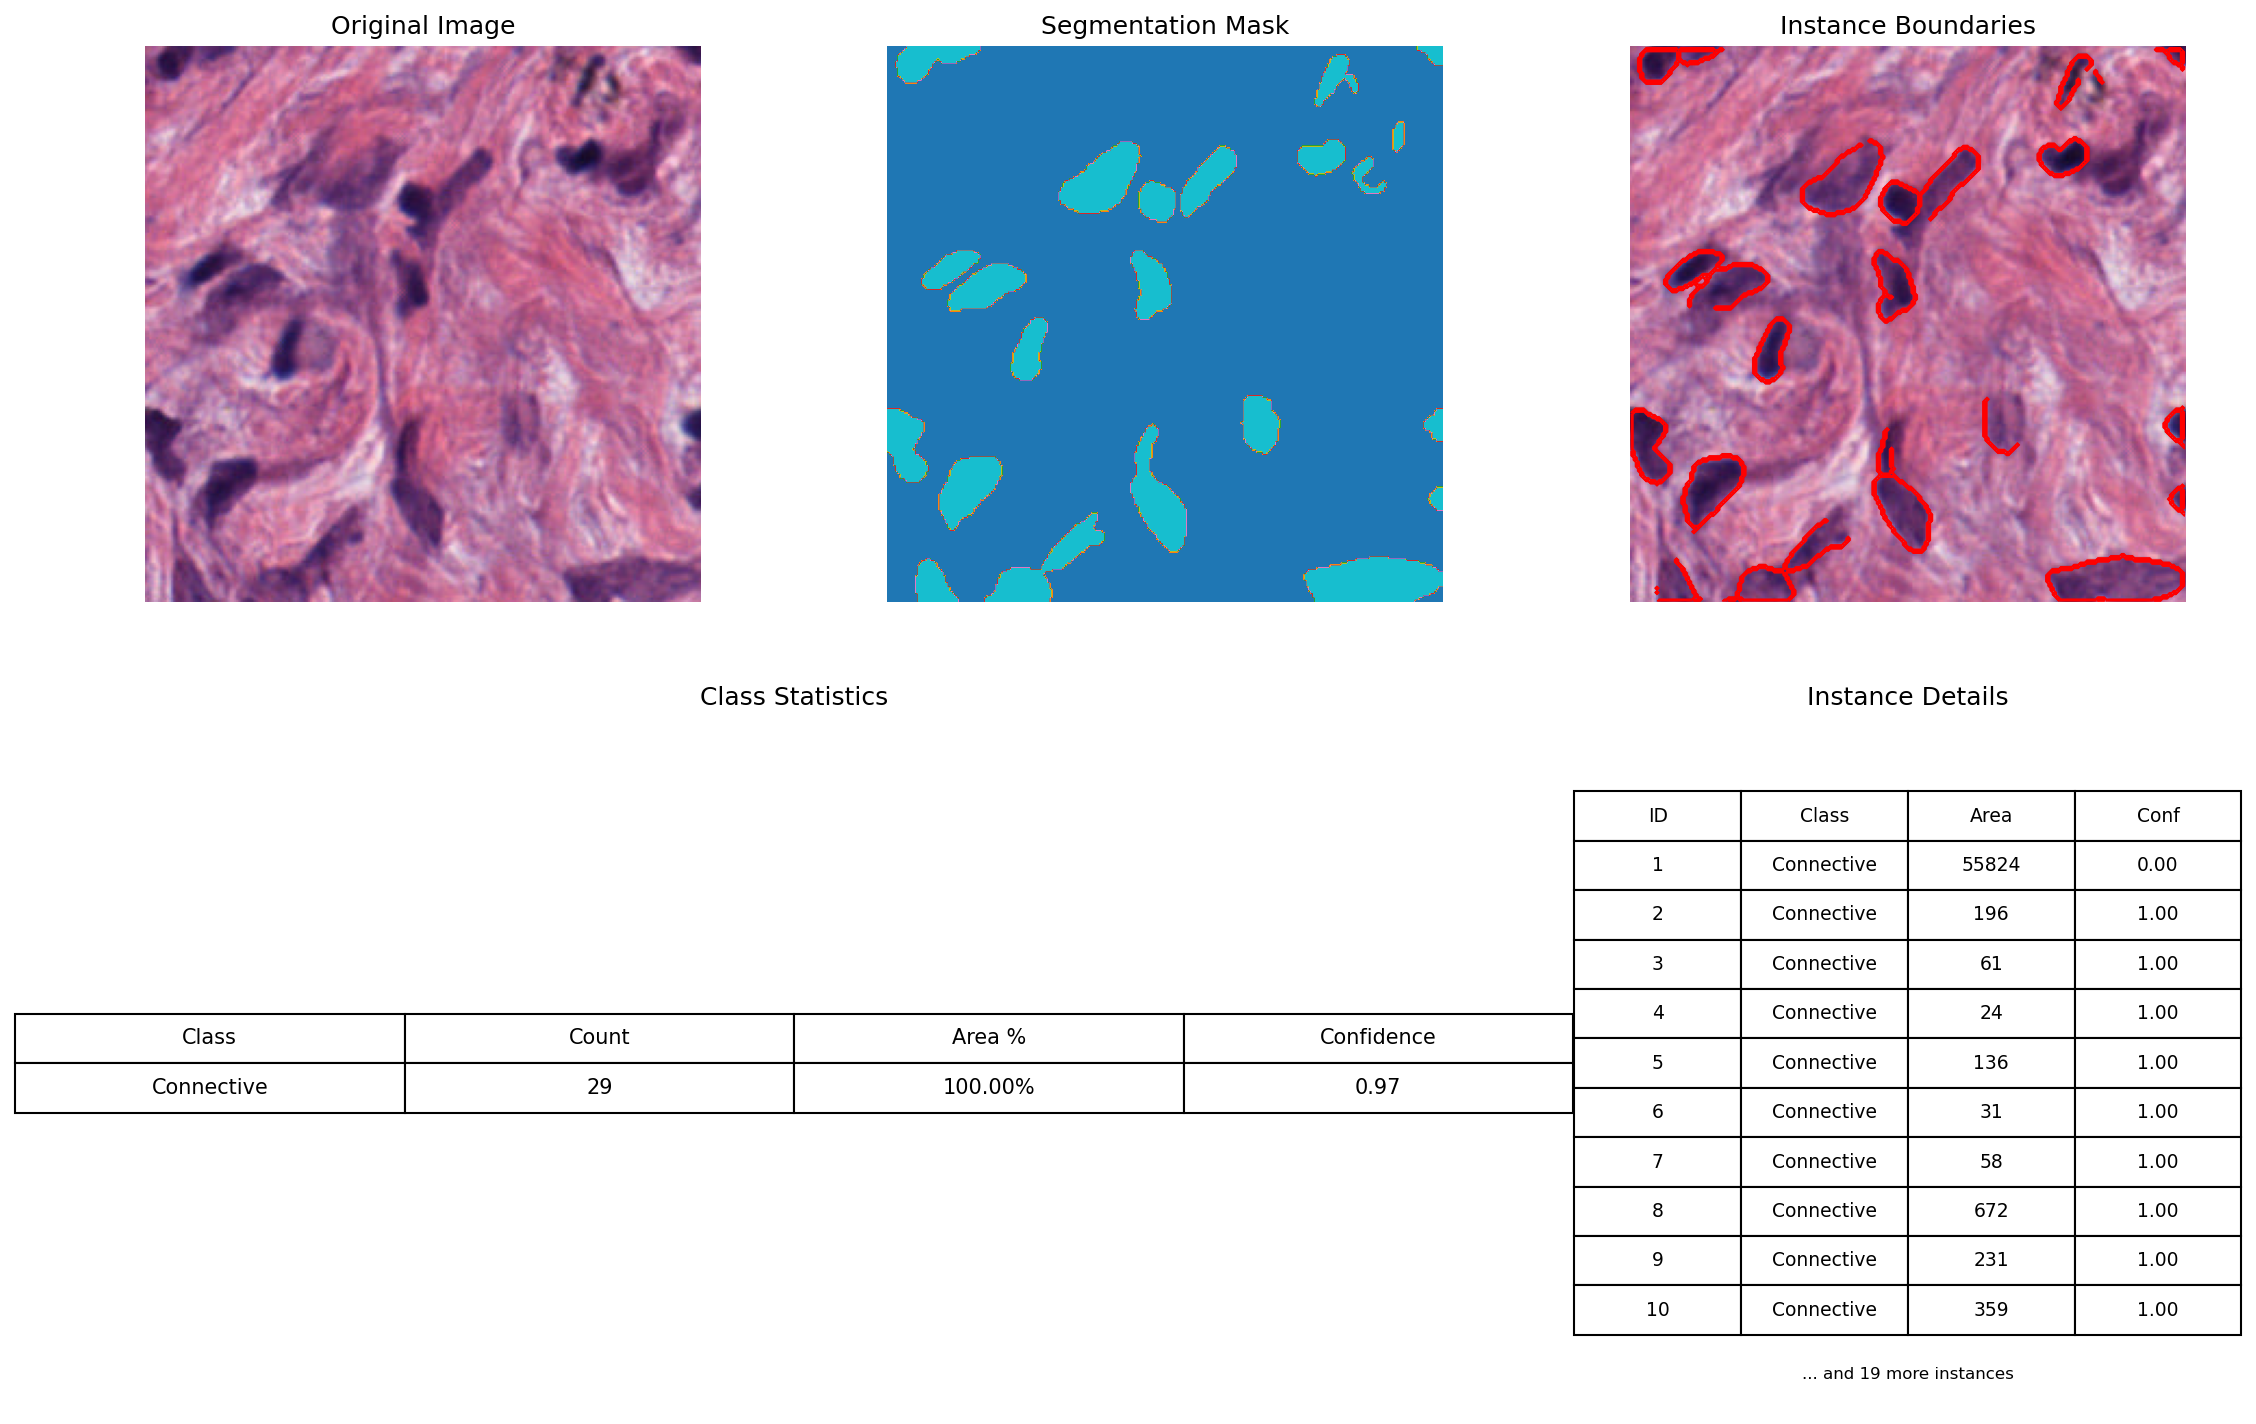 Original Image
Segmentation Mask
Instance Boundaries
Class Statistics
Instance Details
Class Count Area % Confidence
Connective 29 100.00% 0.97
ID Class Area Conf
1 Connective 55824 0.00
2 Connective 196 1.00
3 Connective 61 1.00
4 Connective 24 1.00
5 Connective 136 1.00
6 Connective 31 1.00
7 Connective 58 1.00
8 Connective 672 1.00
9 Connective 231 1.00
10 Connective 359 1.00
... and 19 more instances